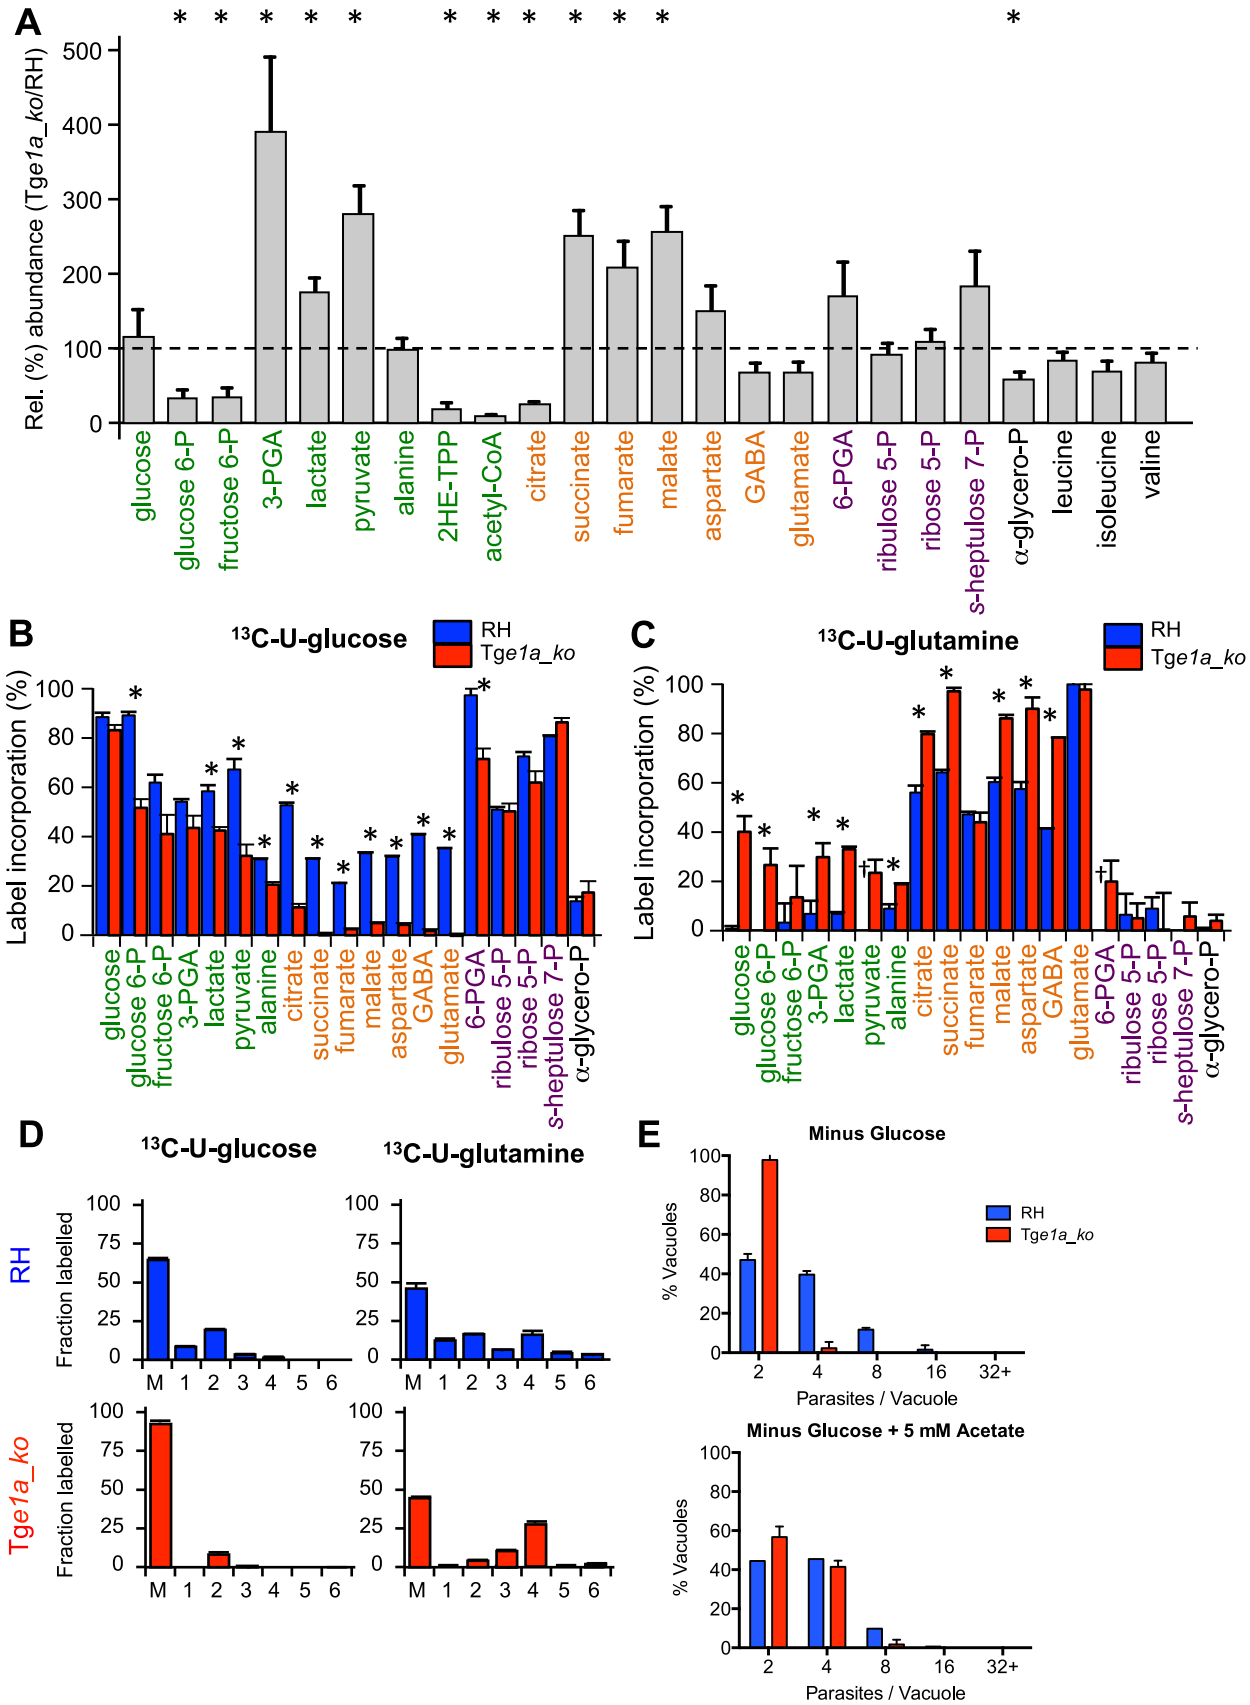 A
* * * * * * * * * * * *
Rel. (%) abundance (Tge1a_ko/RH)
500
400
300
200
100
0
glucose
glucose 6-P
fructose 6-P
3-PGA
lactate
pyruvate
alanine
2HE-TPP
acetyl-CoA
citrate
succinate
fumarate
malate
aspartate
GABA
glutamate
6-PGA
ribulose 5-P
ribose 5-P
s-heptulose 7-P
α-glycero-P
leucine
isoleucine
valine
B
13C-U-glucose
RH
Tge1a_ko
Label incorporation (%)
100
80
60
40
20
0
* * * * * * * * * * * *
glucose
glucose 6-P
fructose 6-P
3-PGA
lactate
pyruvate
alanine
citrate
succinate
fumarate
malate
aspartate
GABA
glutamate
6-PGA
ribulose 5-P
ribose 5-P
s-heptulose 7-P
α-glycero-P
C
13C-U-glutamine
RH
Tge1a_ko
Label incorporation (%)
100
80
60
40
20
0
* * * * † * * * * * * †
glucose
glucose 6-P
fructose 6-P
3-PGA
lactate
pyruvate
alanine
citrate
succinate
fumarate
malate
aspartate
GABA
glutamate
6-PGA
ribulose 5-P
ribose 5-P
s-heptulose 7-P
α-glycero-P
D
13C-U-glucose
13C-U-glutamine
RH
Fraction labelled
100
75
50
25
0
M 1 2 3 4 5 6
100
75
50
25
0
M 1 2 3 4 5 6
Tge1a_ko
Fraction labelled
100
75
50
25
0
M 1 2 3 4 5 6
100
75
50
25
0
M 1 2 3 4 5 6
E
Minus Glucose
RH
Tge1a_ko
% Vacuoles
100
80
60
40
20
0
2 4 8 16 32+
Parasites / Vacuole
Minus Glucose + 5 mM Acetate
% Vacuoles
100
80
60
40
20
0
2 4 8 16 32+
Parasites / Vacuole